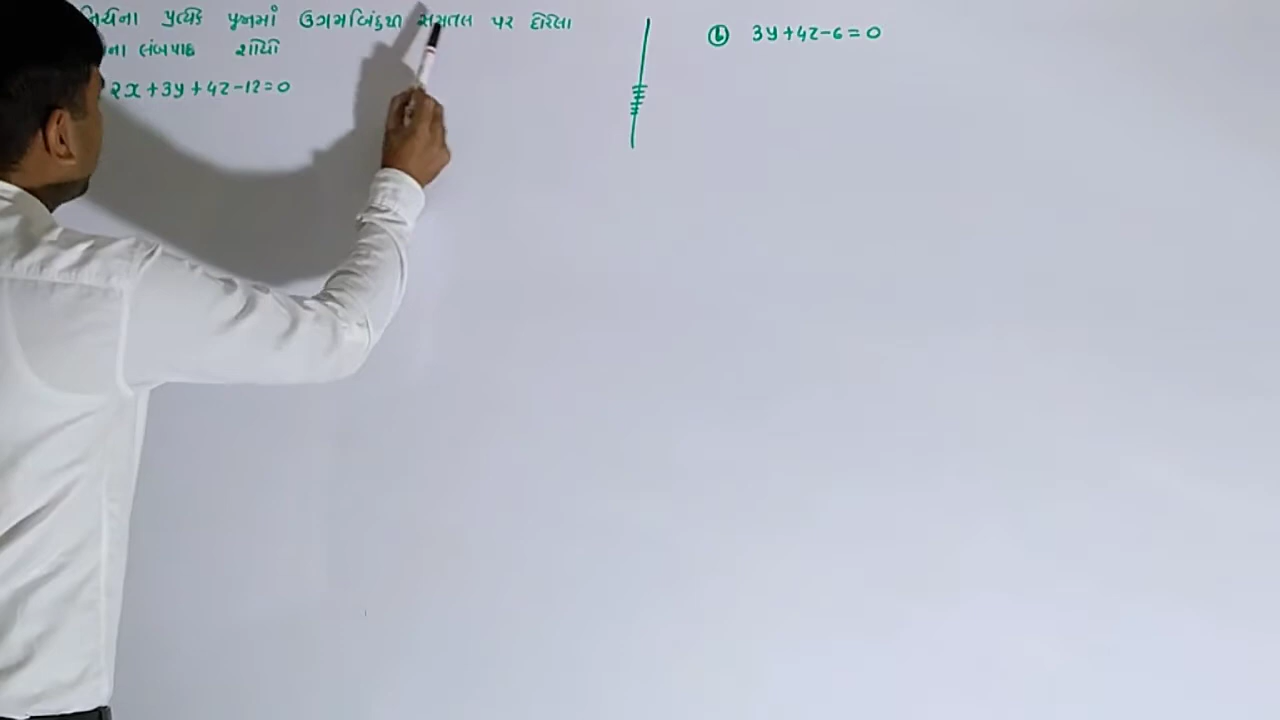 પ્રત્યેક પ્રશ્નમાં ઉગમબિંદુથી સમતલ પર દોરેલા
ના લંબપાદ શોધો
2x + 3y + 4z - 12 = 0
(b) 3y + 4z - 6 = 0